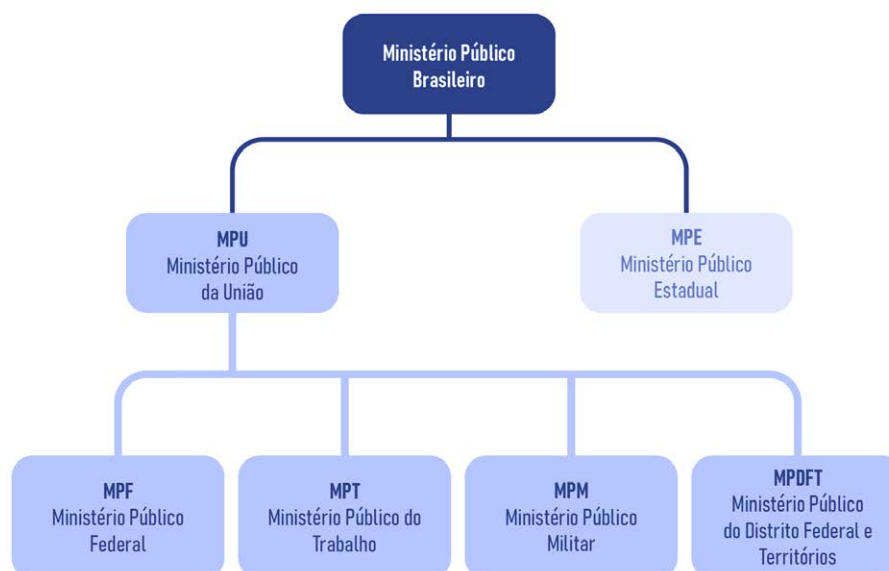 Ministério Público
Brasileiro
MPU
Ministério Público
da União
MPE
Ministério Público
Estadual
MPF
Ministério Público
Federal
MPT
Ministério Público do
Trabalho
MPM
Ministério Público
Militar
MPDFT
Ministério Público
do Distrito Federal e
Territórios